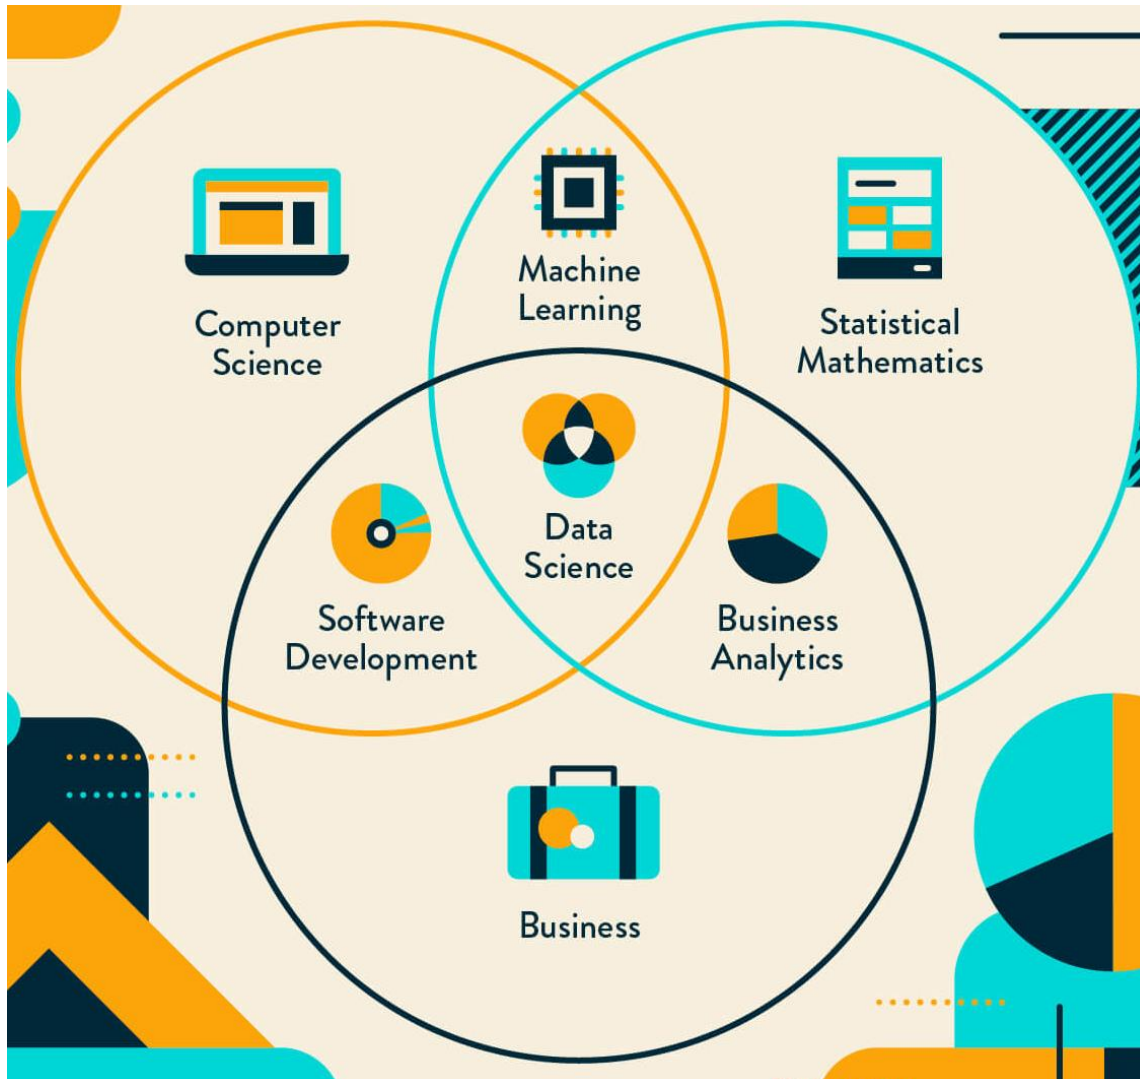 Machine
Learning
Computer
Science
Statistical
Mathematics
Data
Science
Software
Development
Business
Analytics
Business